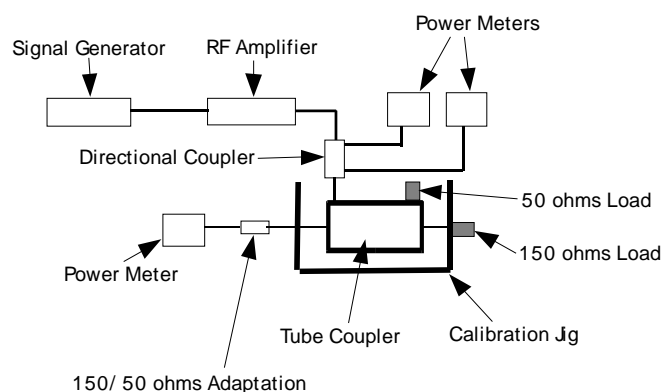 Power Meters
Signal Generator
RF Amplifier
Directional Coupler
50 ohms Load
150 ohms Load
Power Meter
Tube Coupler
Calibration Jig
150/ 50 ohms Adaptation